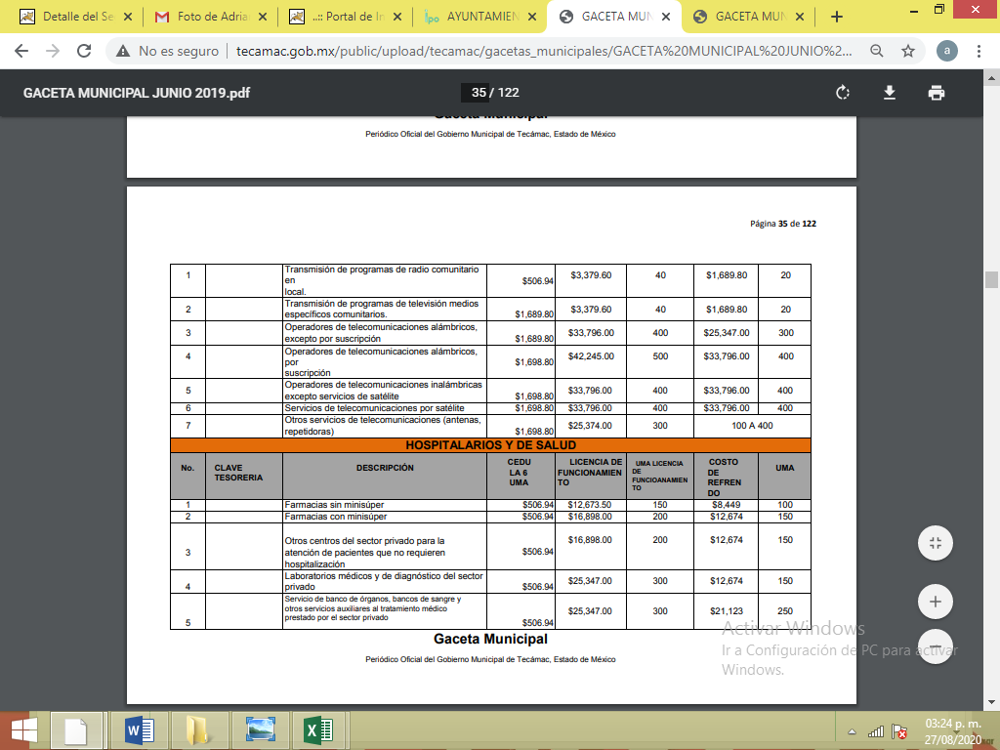 Detalle del Se
Foto de Adria
..:: Portal de In
AYUNTAMIEN
GACETA MUN
GACETA MUN
No es seguro
tecamac.gob.mx/public/upload/tecamac/gacetas_municipales/GACETA%20MUNICIPAL%20JUNIO%2...
a
GACETA MUNICIPAL JUNIO 2019.pdf
35 / 122
Gaceta Municipal
Periódico Oficial del Gobierno Municipal de Tecámac, Estado de México
Página 35 de 122
1 Transmisión de programas de radio comunitario en local. $506.94 $3,379.60 40 $1,689.80 20
2 Transmisión de programas de televisión medios específicos comunitarios. $1,689.80 $3,379.60 40 $1,689.80 20
3 Operadores de telecomunicaciones alámbricos, excepto por suscripción $1,689.80 $33,796.00 400 $25,347.00 300
4 Operadores de telecomunicaciones alámbricos, por suscripción $1,698.80 $42,245.00 500 $33,796.00 400
5 Operadores de telecomunicaciones inalámbricas excepto servicios de satélite $1,698.80 $33,796.00 400 $33,796.00 400
6 Servicios de telecomunicaciones por satélite $1,698.80 $33,796.00 400 $33,796.00 400
7 Otros servicios de telecomunicaciones (antenas, repetidoras) $1,698.80 $25,374.00 300 100 A 400
HOSPITALARIOS Y DE SALUD
No. CLAVE TESORERIA DESCRIPCIÓN CEDU LA 6 UMA LICENCIA DE FUNCIONAMIEN TO UMA LICENCIA DE FUNCIOANAMIEN TO COSTO DE REFREN DO UMA
1 Farmacias sin minisúper $506.94 $12,673.50 150 $8,449 100
2 Farmacias con minisúper $506.94 $16,898.00 200 $12,674 150
3 Otros centros del sector privado para la atención de pacientes que no requieren hospitalización $506.94 $16,898.00 200 $12,674 150
4 Laboratorios médicos y de diagnóstico del sector privado $506.94 $25,347.00 300 $12,674 150
5 Servicio de banco de órganos, bancos de sangre y otros servicios auxiliares al tratamiento médico prestado por el sector privado $506.94 $25,347.00 300 $21,123 250
Gaceta Municipal
Periódico Oficial del Gobierno Municipal de Tecámac, Estado de México
Activar Windows
Ir a Configuración de PC para activar
Windows.
03:24 p. m.
27/08/2020